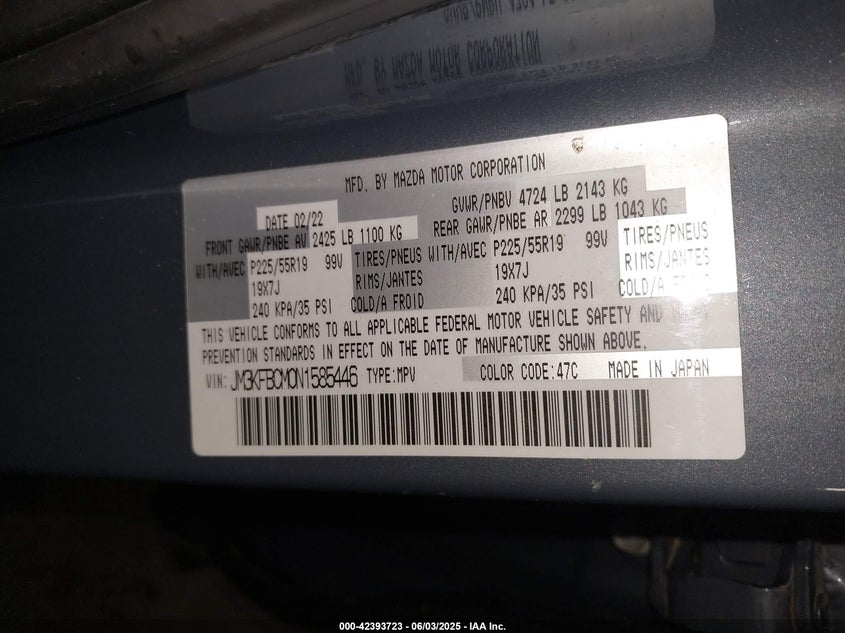 MFD. BY MAZDA MOTOR CORPORATION
GVWR/PNBV 4724 LB 2143 KG
DATE 02/22
FRONT GAWR/PNBE AV 2425 LB 1100 KG REAR GAWR/PNBE AR 2299 LB 1043 KG
WITH/AVEC P225/55R19 99V TIRES/PNEUS WITH/AVEC P225/55R19 99V TIRES/PNEUS
19X7J RIMS/JANTES 19X7J RIMS/JANTES
240 KPA/35 PSI COLD/A FROID 240 KPA/35 PSI COLD/A FROID
THIS VEHICLE CONFORMS TO ALL APPLICABLE FEDERAL MOTOR VEHICLE SAFETY AND
PREVENTION STANDARDS IN EFFECT ON THE DATE OF MANUFACTURE SHOWN ABOVE.
VIN: JM3KFBCM0N1585446 TYPE:MPV COLOR CODE:47C MADE IN JAPAN
000-42393723 - 06/03/2025 - IAA Inc.